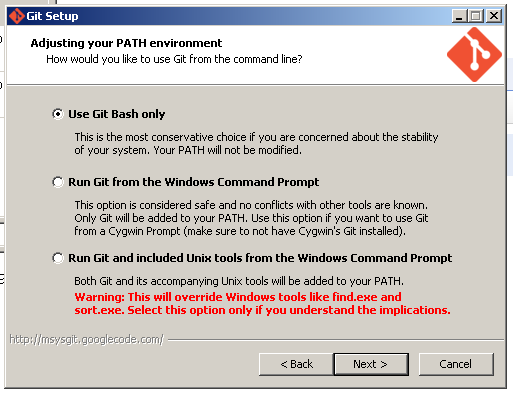 Git Setup
Adjusting your PATH environment
How would you like to use Git from the command line?
Use Git Bash only
This is the most conservative choice if you are concerned about the stability
of your system. Your PATH will not be modified.
Run Git from the Windows Command Prompt
This option is considered safe and no conflicts with other tools are known.
Only Git will be added to your PATH. Use this option if you want to use Git
from a Cygwin Prompt (make sure to not have Cygwin's Git installed).
Run Git and included Unix tools from the Windows Command Prompt
Both Git and its accompanying Unix tools will be added to your PATH.
Warning: This will override Windows tools like find.exe and
sort.exe. Select this option only if you understand the implications.
http://msysgit.googlecode.com/
< Back
Next >
Cancel